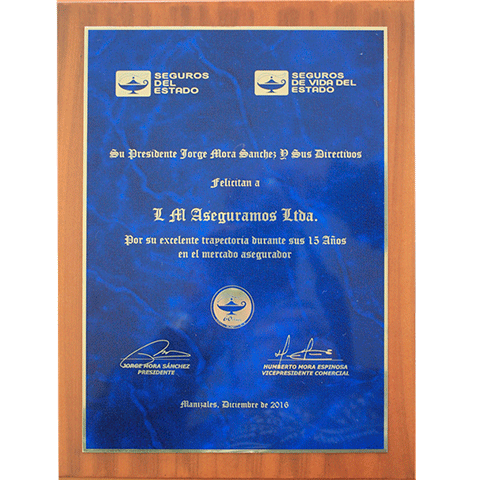 SEGUROS
DEL
ESTADO
SEGUROS
DE VIDA DEL
ESTADO
Su Presidente Jorge Mora Sanchez Y Sus Directivos
Felicitan a
L M Aseguramos Ltda.
Por su excelente trayectoria durante sus 15 Años
en el mercado asegurador
60
JORGE MORA SÁNCHEZ
PRESIDENTE
HUMBERTO MORA ESPINOSA
VICEPRESIDENTE COMERCIAL
Manizales, Diciembre de 2016